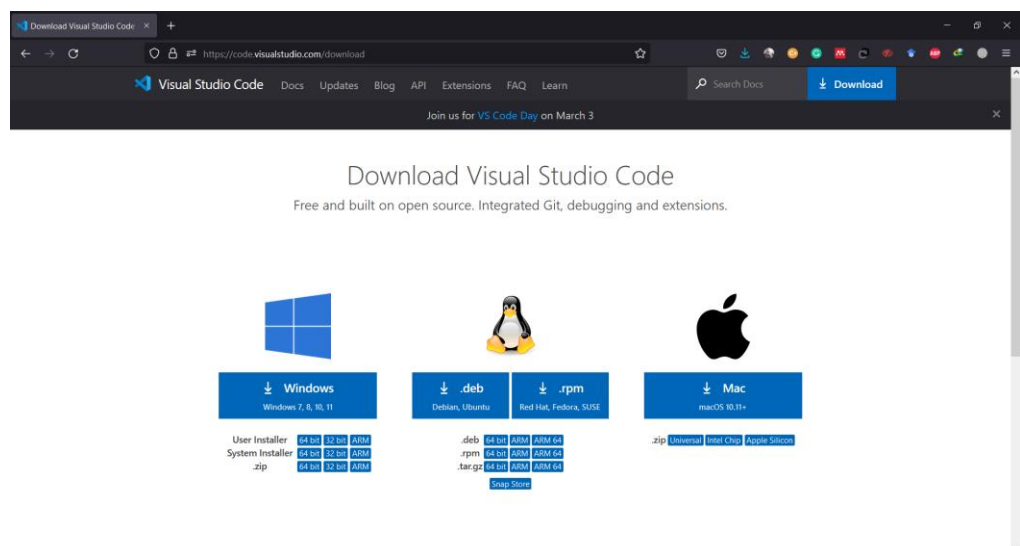 Download Visual Studio Code
https://code.visualstudio.com/download
Visual Studio Code Docs Updates Blog API Extensions FAQ Learn Search Docs Download
Join us for VS Code Day on March 3
Download Visual Studio Code
Free and built on open source. Integrated Git, debugging and extensions.
Windows
Windows 7, 8, 10, 11
.deb
Debian, Ubuntu
.rpm
Red Hat, Fedora, SUSE
Mac
macOS 10.11+
User Installer 64 bit 32 bit ARM
System Installer 64 bit 32 bit ARM
.zip 64 bit 32 bit ARM
.deb 64 bit ARM ARM 64
.rpm 64 bit ARM ARM 64
.tar.gz 64 bit ARM ARM 64
Snap Store
.zip Universal Intel Chip Apple Silicon